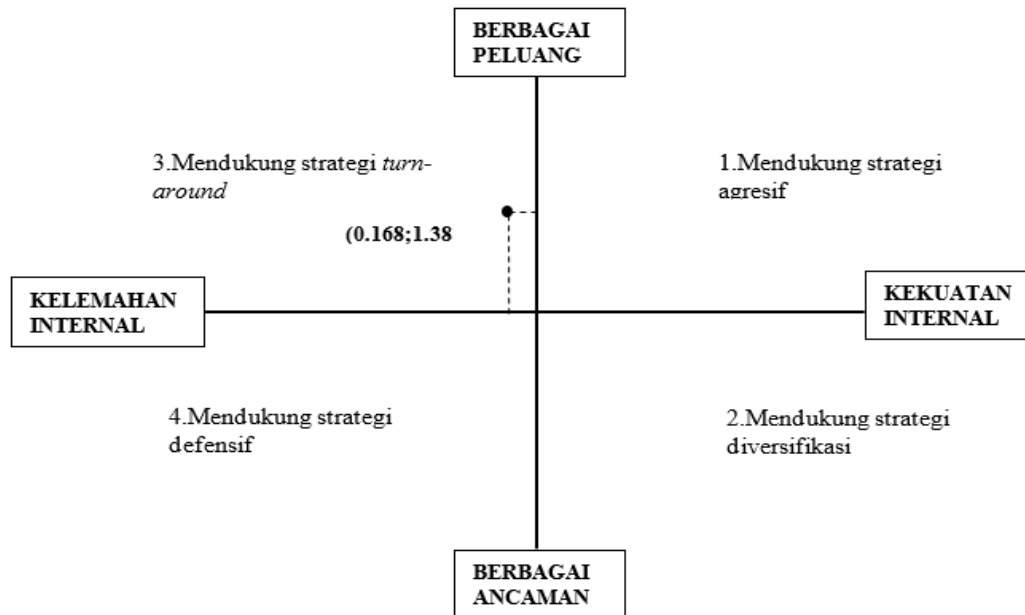 BERBAGAI
PELUANG
3.Mendukung strategi turn-
around
1.Mendukung strategi
agresif
(0.168;1.38
KELEMAHAN
INTERNAL
KEKUATAN
INTERNAL
4.Mendukung strategi
defensif
2.Mendukung strategi
diversifikasi
BERBAGAI
ANCAMAN